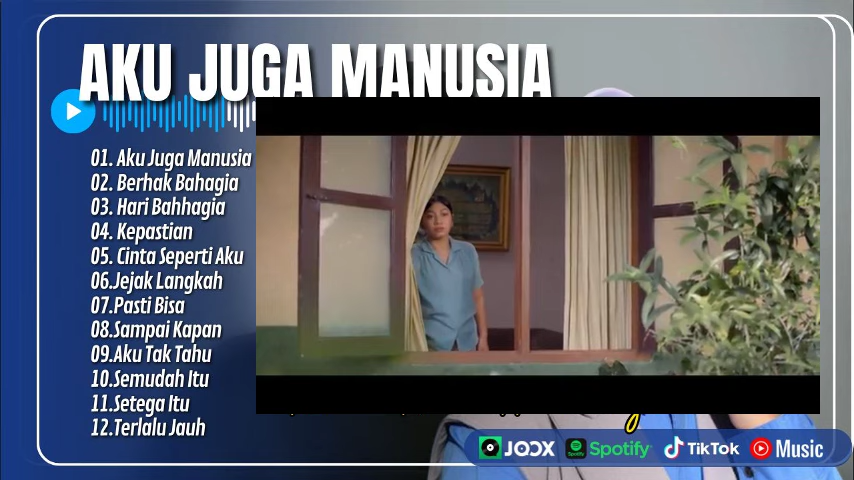 AKU JUGA MANUSIA
01. Aku Juga Manusia
02. Berhak Bahagia
03. Hari Bahhagia
04. Kepastian
05. Cinta Seperti Aku
06.Jejak Langkah
07.Pasti Bisa
08.Sampai Kapan
09.Aku Tak Tahu
10.Semudah Itu
11.Setega Itu
12.Terlalu Jauh
JOOX Spotify TikTok Music